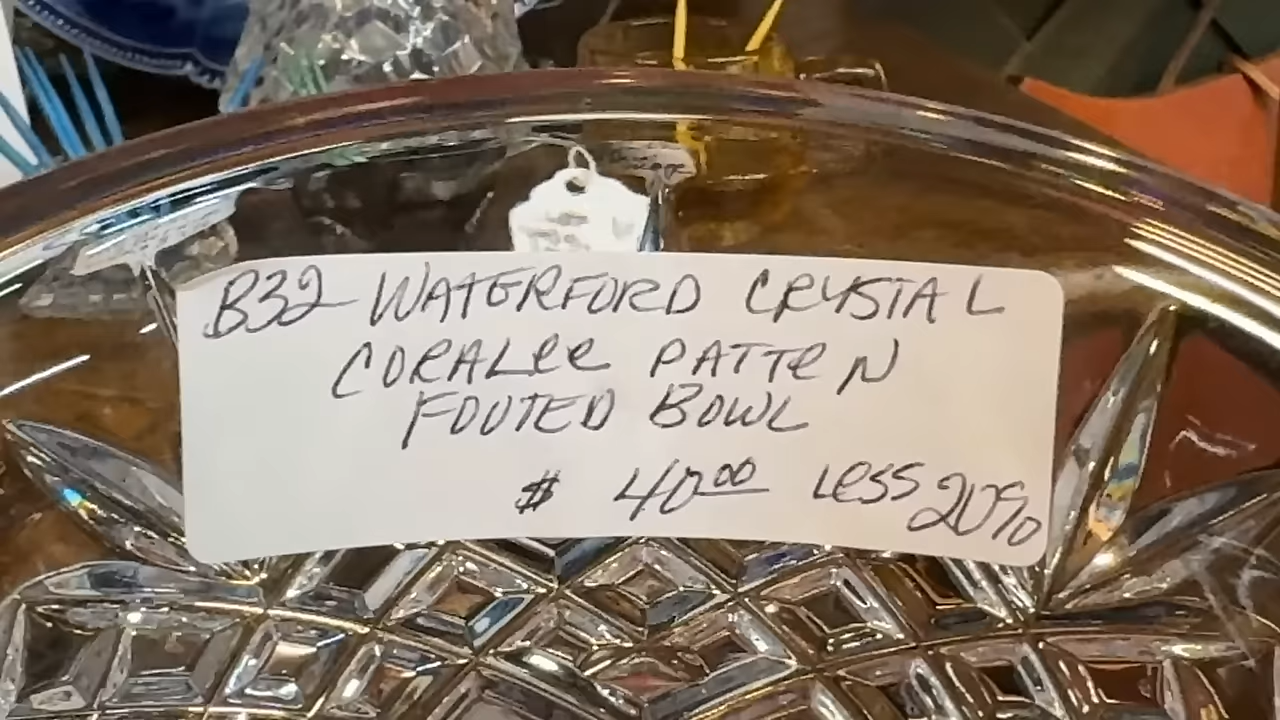 B32 WATERFORD CRYSTAL
CORALee PATTeN
FOOTED BOWL
$ 40.00 Less 20%